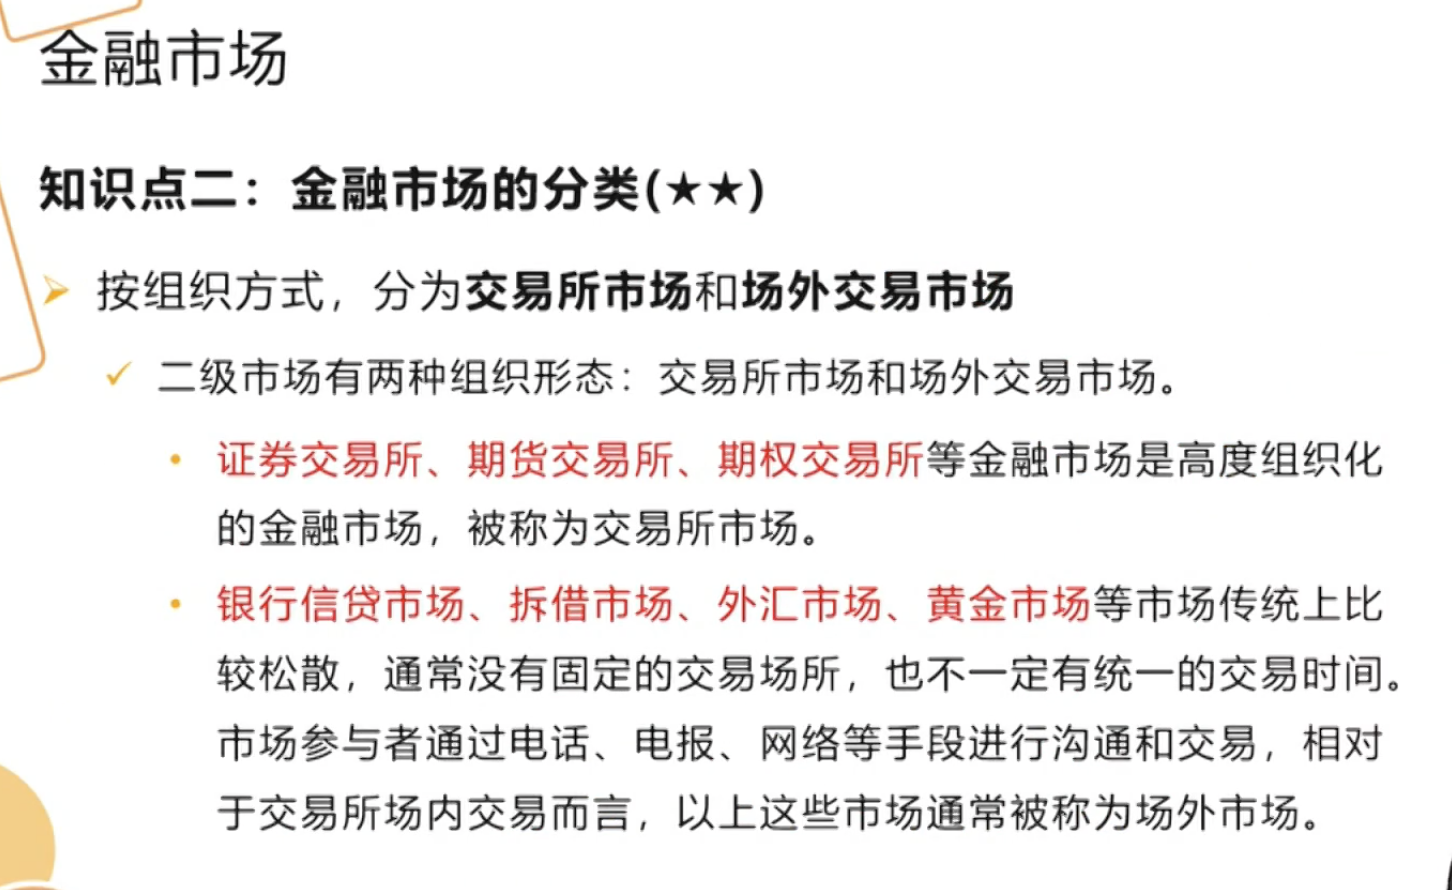 金融市场
知识点二：金融市场的分类(★★)
按组织方式，分为交易所市场和场外交易市场
二级市场有两种组织形态：交易所市场和场外交易市场。
证券交易所、期货交易所、期权交易所等金融市场是高度组织化
的金融市场，被称为交易所市场。
银行信贷市场、拆借市场、外汇市场、黄金市场等市场传统上比
较松散，通常没有固定的交易场所，也不一定有统一的交易时间。
市场参与者通过电话、电报、网络等手段进行沟通和交易，相对
于交易所场内交易而言，以上这些市场通常被称为场外市场。